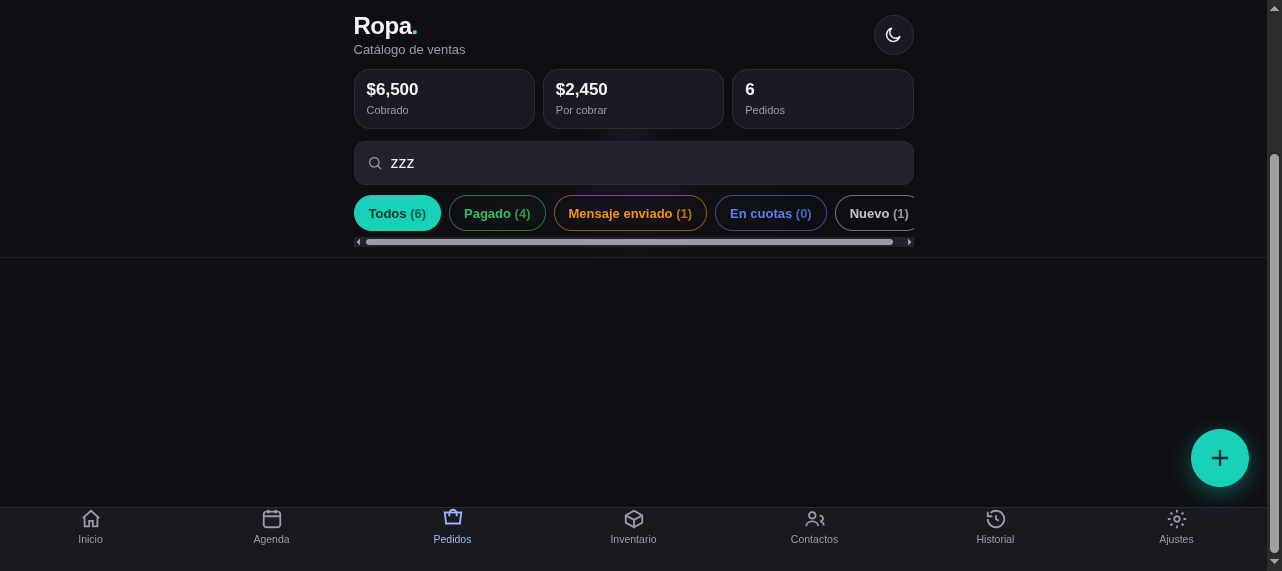 Ropa.
Catálogo de ventas
$6,500
Cobrado
$2,450
Por cobrar
6
Pedidos
zzz
Todos (6)
Pagado (4)
Mensaje enviado (1)
En cuotas (0)
Nuevo (1)
Inicio
Agenda
Pedidos
Inventario
Contactos
Historial
Ajustes